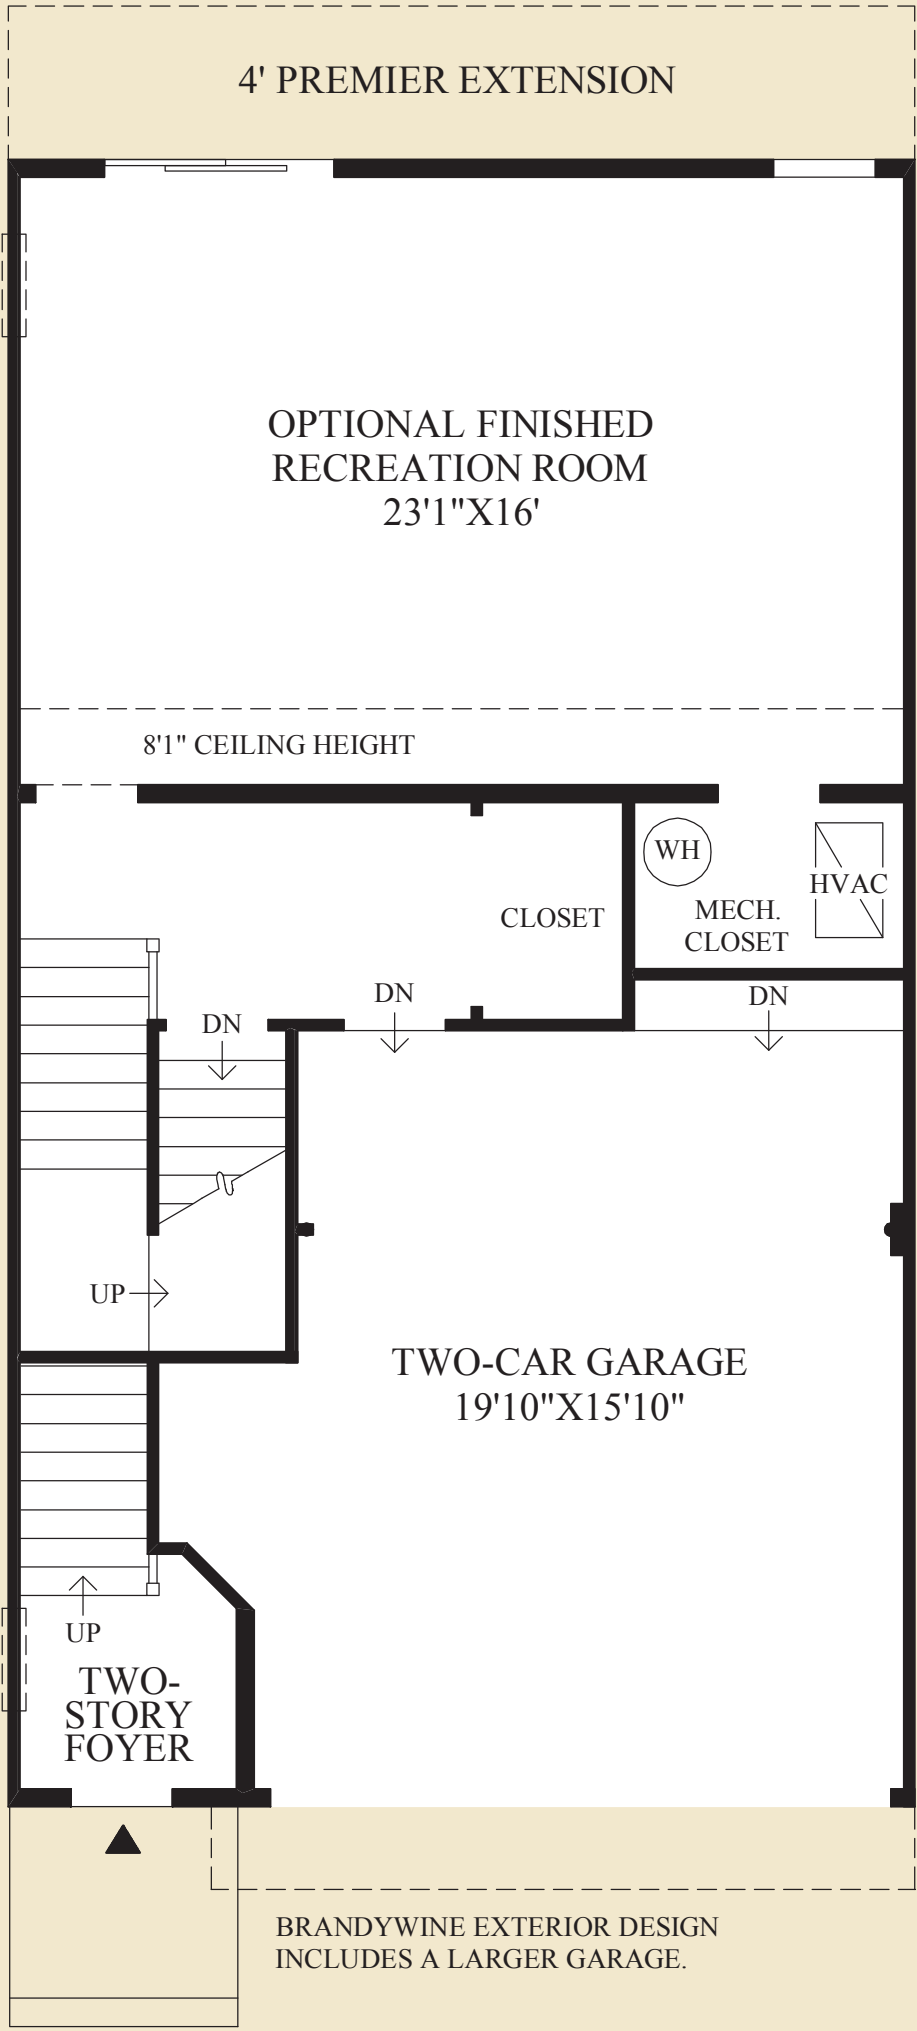 4' PREMIER EXTENSION
OPTIONAL FINISHED
RECREATION ROOM
23'1"X16'
8'1" CEILING HEIGHT
WH
HVAC
MECH.
CLOSET
CLOSET
DN
DN
DN
UP
TWO-CAR GARAGE
19'10"X15'10"
UP
TWO-
STORY
FOYER
BRANDYWINE EXTERIOR DESIGN
INCLUDES A LARGER GARAGE.